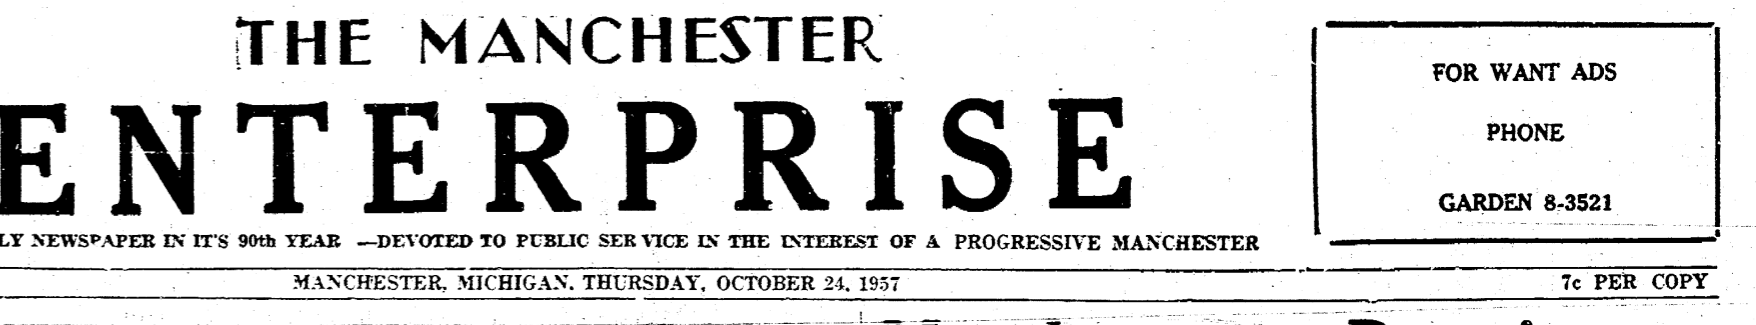 THE MANCHESTER
ENTERPRISE
FOR WANT ADS
PHONE
GARDEN 8-3521
LY NEWSPAPER IN IT'S 90th YEAR —DEVOTED TO PUBLIC SERVICE IN THE INTEREST OF A PROGRESSIVE MANCHESTER
MANCHESTER, MICHIGAN, THURSDAY, OCTOBER 24, 1957
7c PER COPY